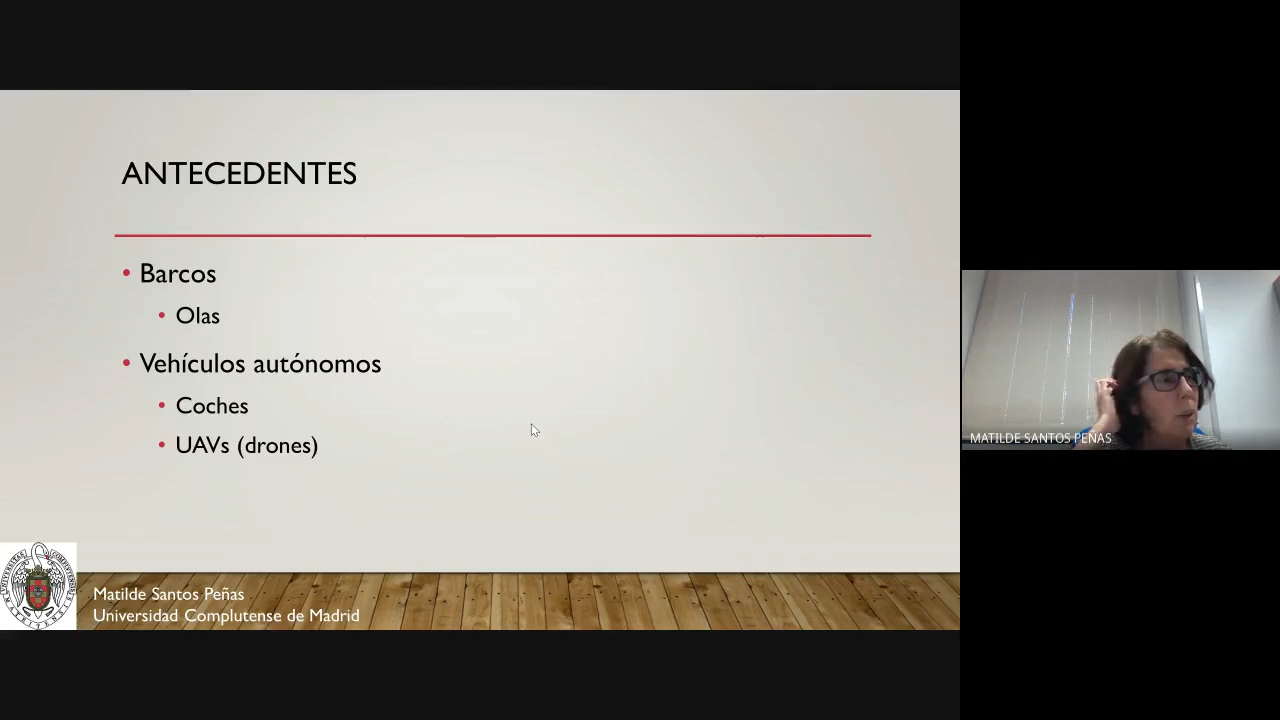 ANTECEDENTES
• Barcos
• Olas
• Vehículos autónomos
• Coches
• UAVs (drones)
Matilde Santos Peñas
Universidad Complutense de Madrid
MATILDE SANTOS PEÑAS